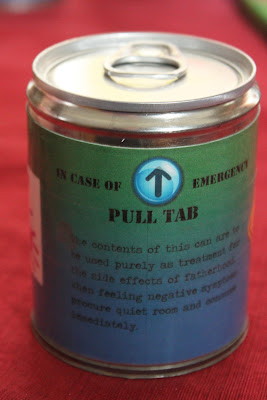 IN CASE OF EMERGENCY
PULL TAB
The contents of this can are to
be used purely as treatment for
the side effects of fatherhood.
When feeling negative symptoms
procure quiet room and consume
immediately.